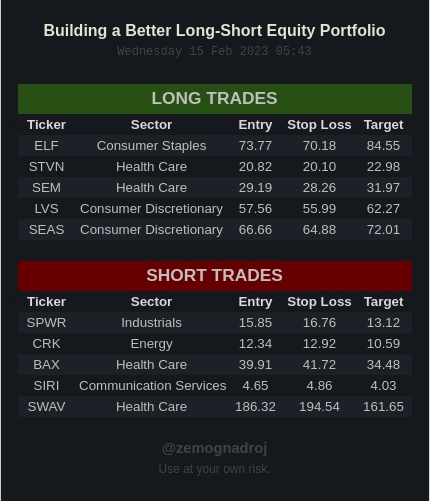 Building a Better Long-Short Equity Portfolio
Wednesday 15 Feb 2023 05:43
LONG TRADES
Ticker Sector Entry Stop Loss Target
ELF Consumer Staples 73.77 70.18 84.55
STVN Health Care 20.82 20.10 22.98
SEM Health Care 29.19 28.26 31.97
LVS Consumer Discretionary 57.56 55.99 62.27
SEAS Consumer Discretionary 66.66 64.88 72.01
SHORT TRADES
Ticker Sector Entry Stop Loss Target
SPWR Industrials 15.85 16.76 13.12
CRK Energy 12.34 12.92 10.59
BAX Health Care 39.91 41.72 34.48
SIRI Communication Services 4.65 4.86 4.03
SWAV Health Care 186.32 194.54 161.65
@zemognadroj
Use at your own risk.